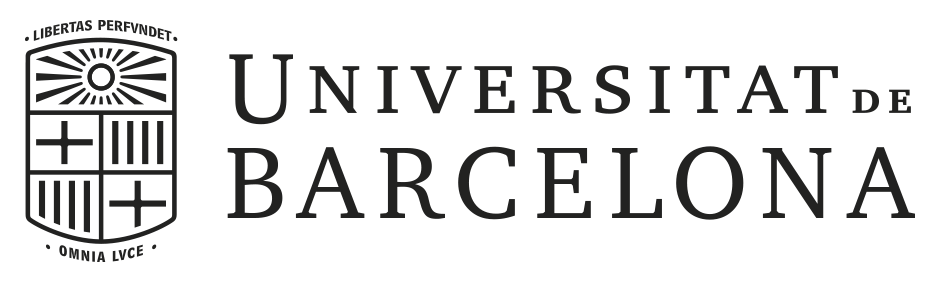 · LIBERTAS PERFVNDET ·
· OMNIA LVCE ·
UNIVERSITAT DE
BARCELONA